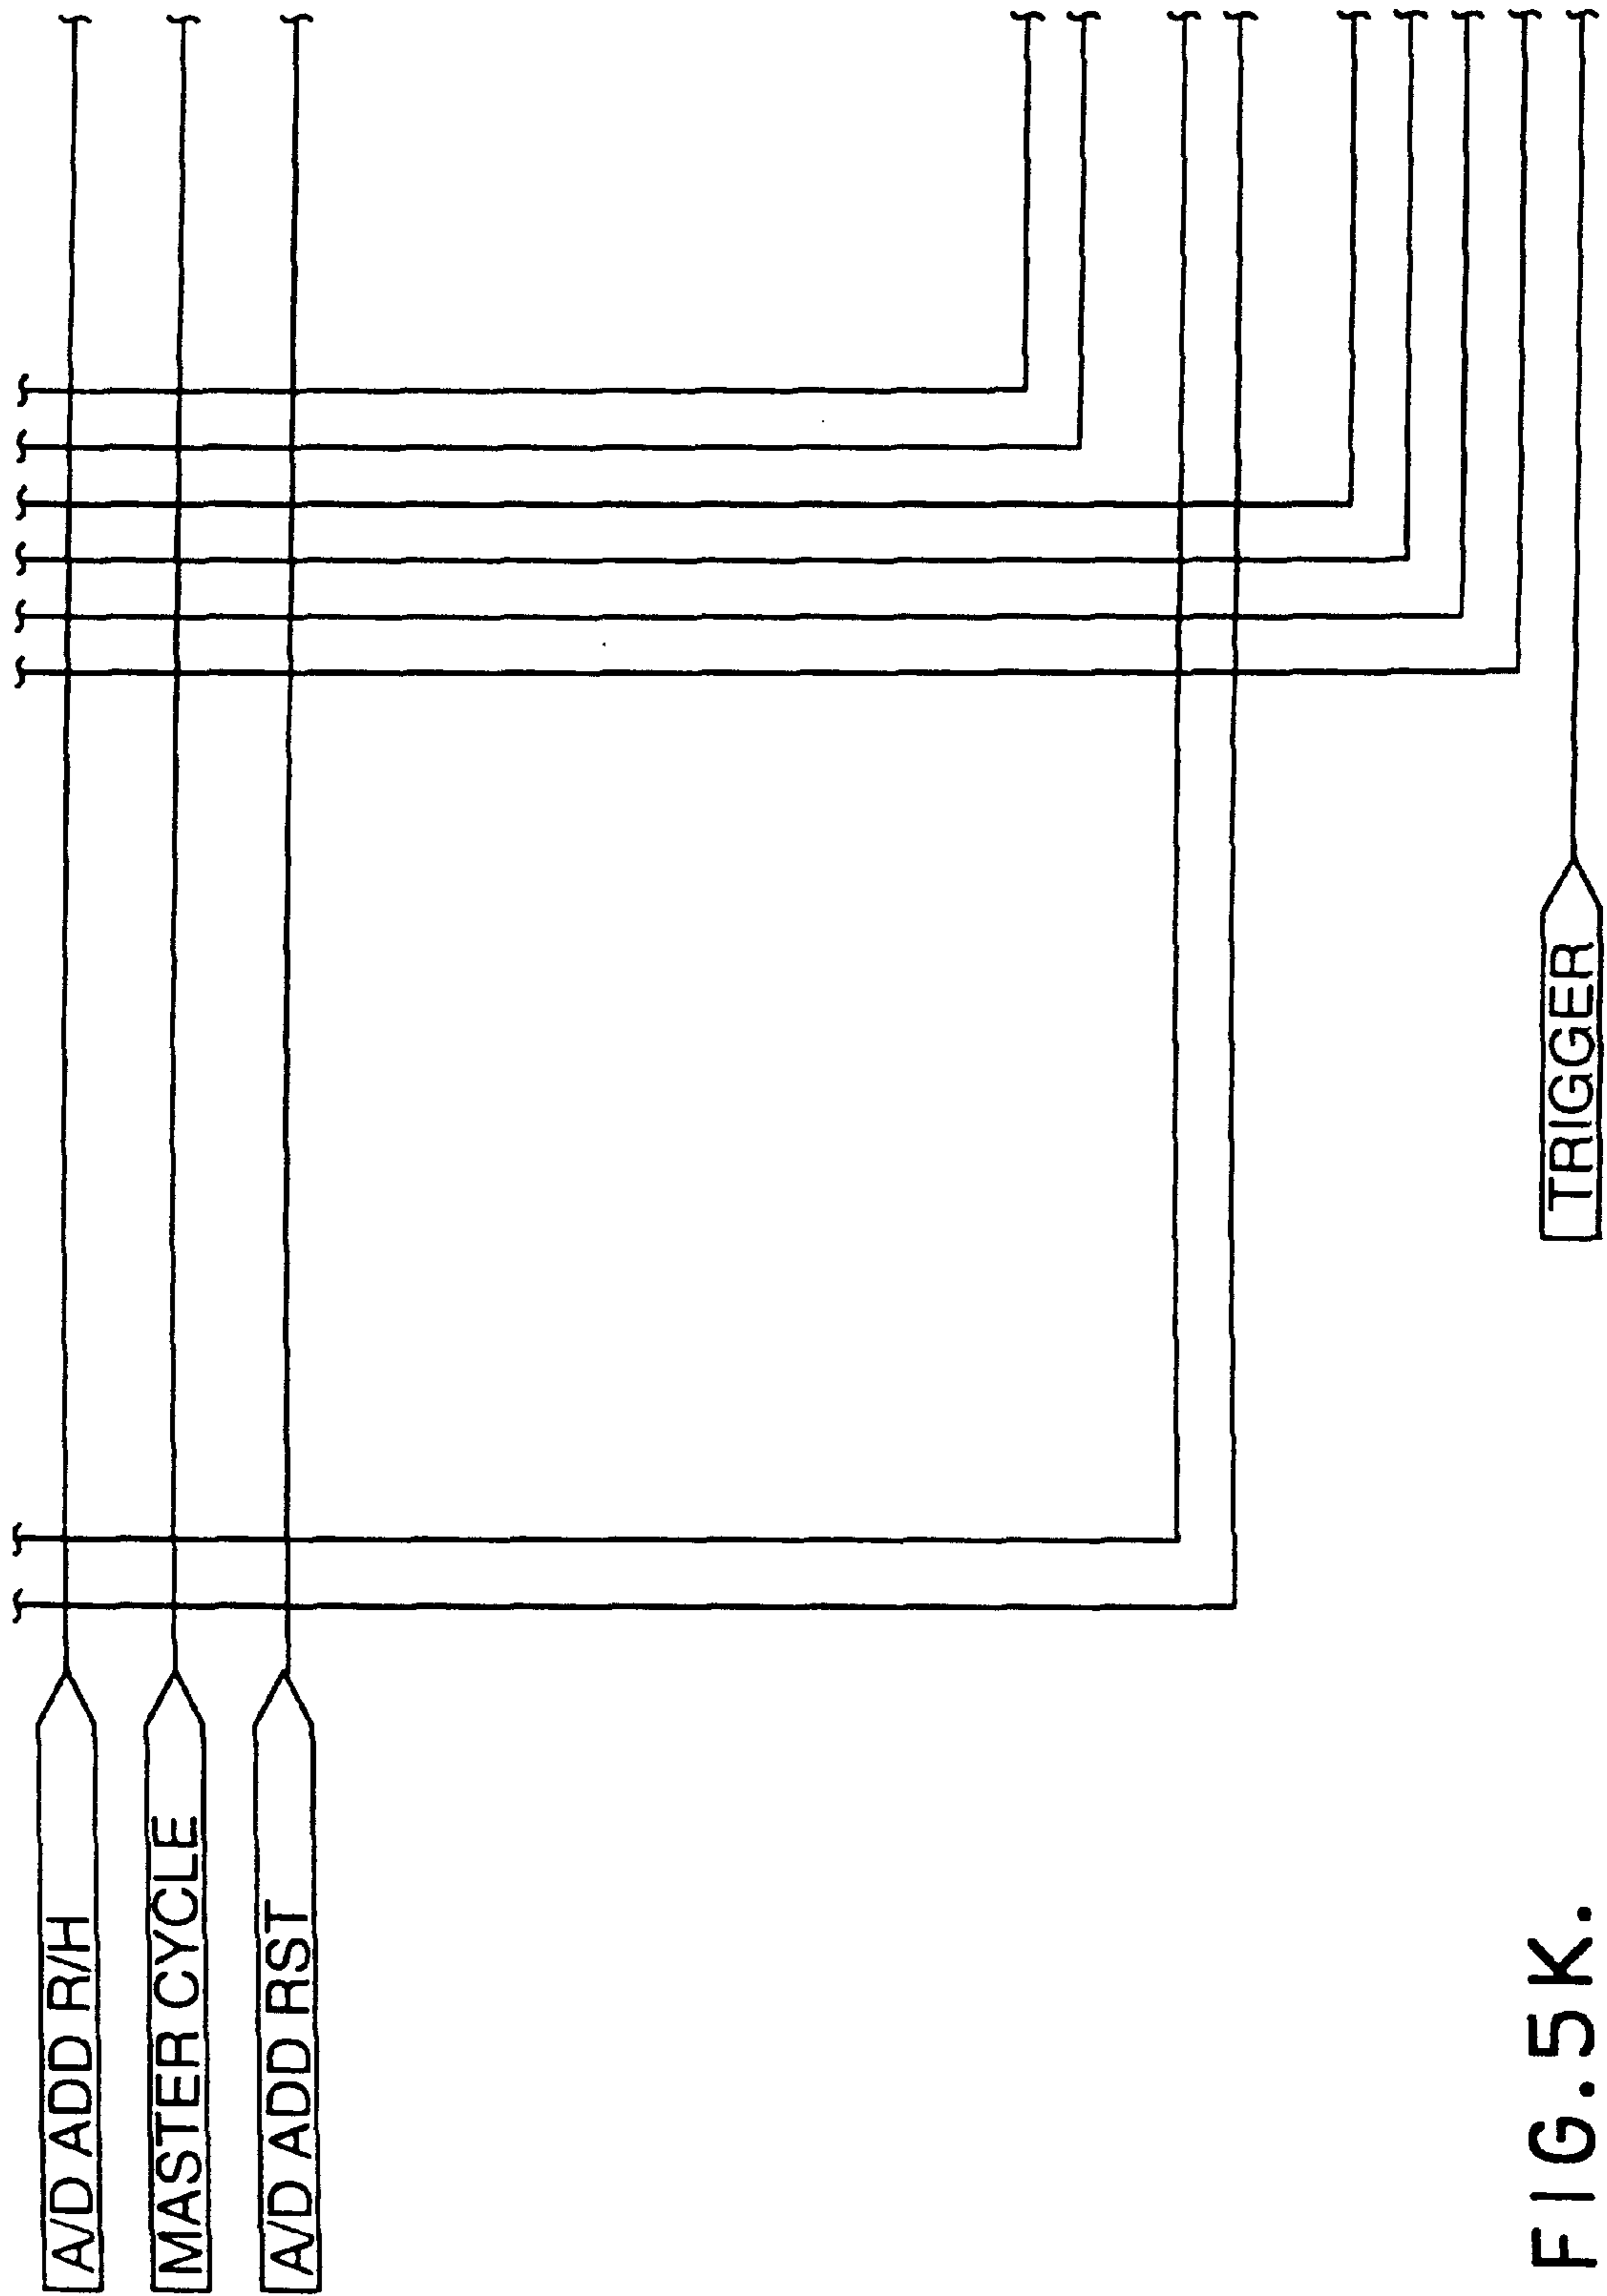 A/D ADD R/H
MASTER CYCLE
A/D ADD RST
TRIGGER
FIG.5K.